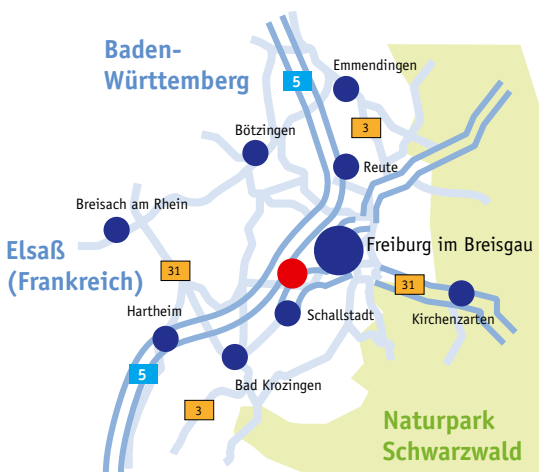 Baden-
Württemberg
Emmendingen
5
3
Bötzingen
Reute
Breisach am Rhein
Freiburg im Breisgau
Elsaß
(Frankreich)
31
31
Hartheim
Schallstadt
Kirchenzarten
5
Bad Krozingen
3
Naturpark
Schwarzwald